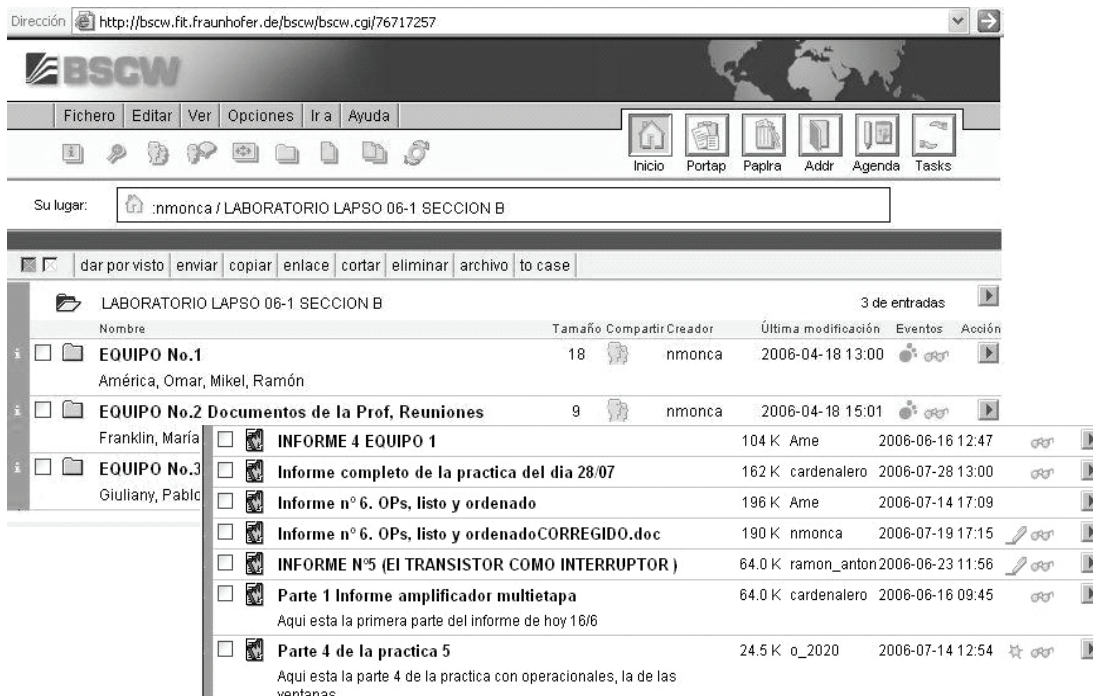 Dirección http://bscw.fit.fraunhofer.de/bscw/bscw.cgi/76717257
BSCW
Fichero Editar Ver Opciones Ir a Ayuda
Inicio Portap Paplra Addr Agenda Tasks
Su lugar: :nmonca / LABORATORIO LAPSO 06-1 SECCION B
dar por visto enviar copiar enlace cortar eliminar archivo to case
LABORATORIO LAPSO 06-1 SECCION B 3 de entradas
Nombre Tamaño Compartir Creador Última modificación Eventos Acción
EQUIPO No.1 18 nmonca 2006-04-18 13:00
América, Omar, Mikel, Ramón
EQUIPO No.2 Documentos de la Prof, Reuniones 9 nmonca 2006-04-18 15:01
Franklin, María
EQUIPO No.3
Giuliany, Pablo
INFORME 4 EQUIPO 1 104 K Ame 2006-06-16 12:47
Informe completo de la practica del dia 28/07 162 K cardenalero 2006-07-28 13:00
Informe nº 6. OPs, listo y ordenado 196 K Ame 2006-07-14 17:09
Informe nº 6. OPs, listo y ordenadoCORREGIDO.doc 190 K nmonca 2006-07-19 17:15
INFORME Nº5 (El TRANSISTOR COMO INTERRUPTOR ) 64.0 K ramon_anton 2006-06-23 11:56
Parte 1 Informe amplificador multietapa 64.0 K cardenalero 2006-06-16 09:45
Aqui esta la primera parte del informe de hoy 16/6
Parte 4 de la practica 5 24.5 K o_2020 2006-07-14 12:54
Aqui esta la parte 4 de la practica con operacionales, la de las
ventanas